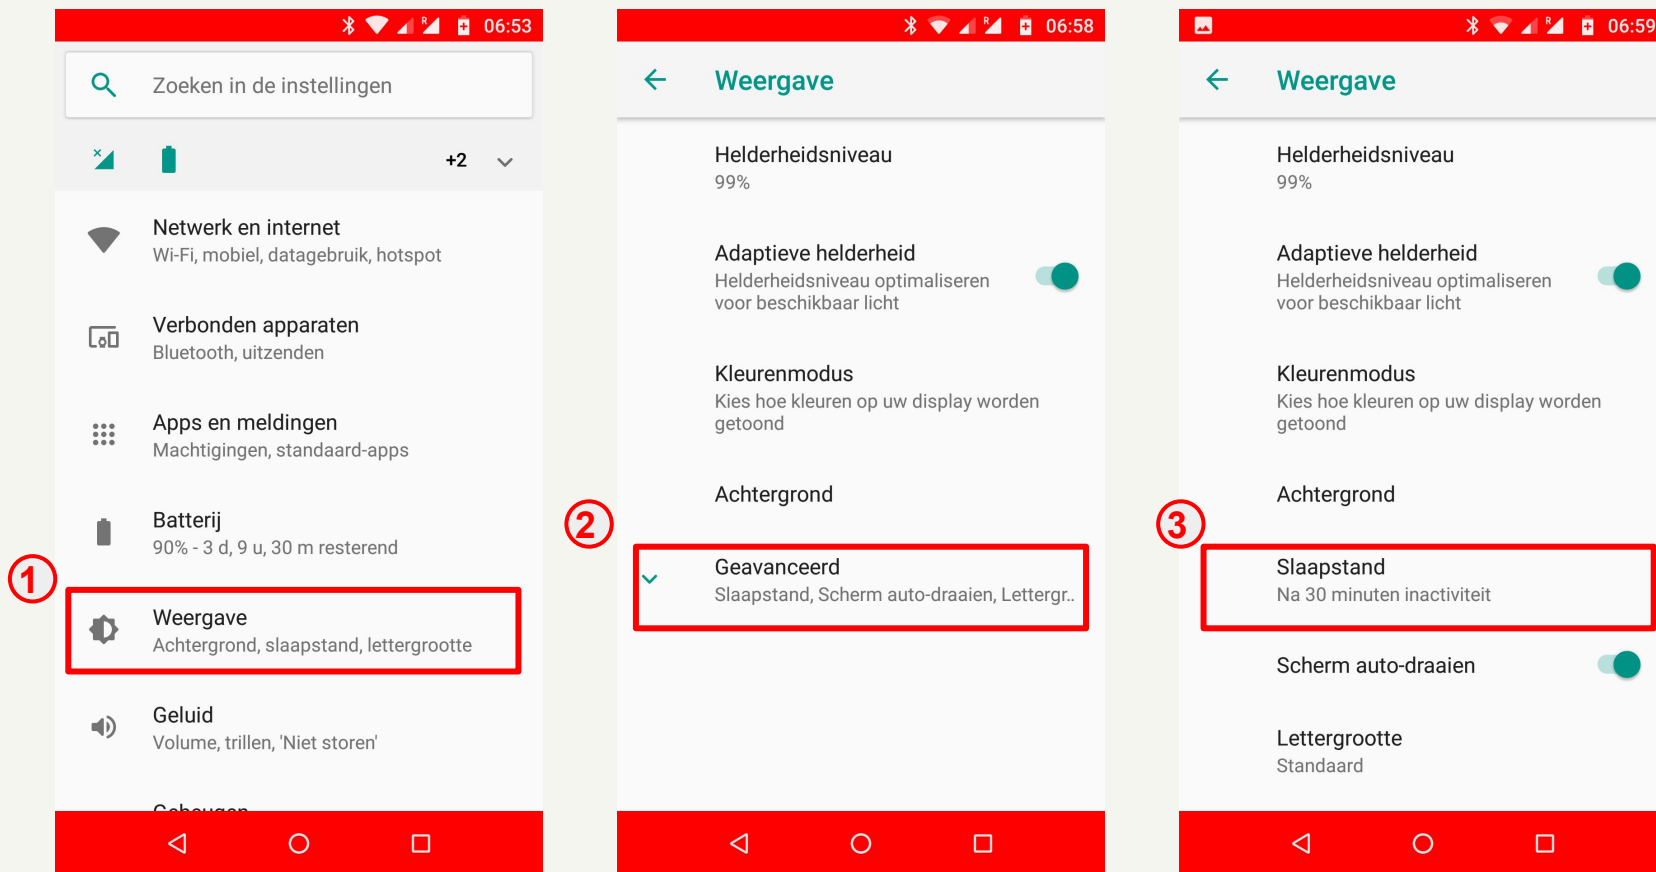 R 06:53
Zoeken in de instellingen
+2
Netwerk en internet
Wi-Fi, mobiel, datagebruik, hotspot
Verbonden apparaten
Bluetooth, uitzenden
Apps en meldingen
Machtigingen, standaard-apps
Batterij
90% - 3 d, 9 u, 30 m resterend
1
Weergave
Achtergrond, slaapstand, lettergrootte
Geluid
Volume, trillen, 'Niet storen'
R 06:58
Weergave
Helderheidsniveau
99%
Adaptieve helderheid
Helderheidsniveau optimaliseren
voor beschikbaar licht
Kleurenmodus
Kies hoe kleuren op uw display worden
getoond
Achtergrond
2
Geavanceerd
Slaapstand, Scherm auto-draaien, Lettergr..
R 06:59
Weergave
Helderheidsniveau
99%
Adaptieve helderheid
Helderheidsniveau optimaliseren
voor beschikbaar licht
Kleurenmodus
Kies hoe kleuren op uw display worden
getoond
Achtergrond
3
Slaapstand
Na 30 minuten inactiviteit
Scherm auto-draaien
Lettergrootte
Standaard